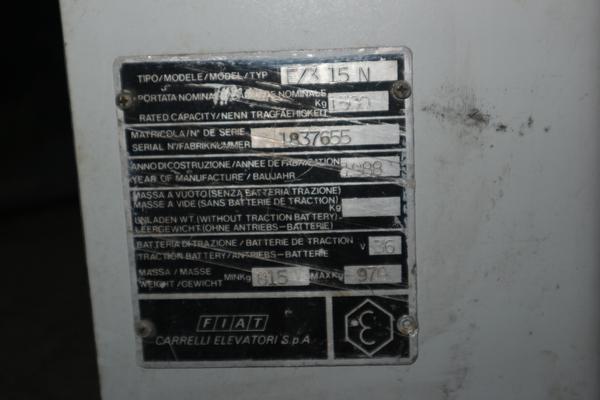 TIPO/MODELE/MODEL/TYP E/3 15 N
PORTATA NOMINA NOMINALE
RATED CAPACITY/NENN TRAGFAEHIGKEIT Kg 1500
MATRICOLA/N° DE SERIE
SERIAL N°/FABRIKNUMMER 1837655
ANNO DI COSTRUZIONE/ANNEE DE FABRICATION
YEAR OF MANUFACTURE/BAUJAHR 1988
MASSA A VUOTO (SENZA BATTERIA TRAZIONE)
MASSE A VIDE (SANS BATTERIE DE TRACTION)
Kg
UNLADEN WT (WITHOUT TRACTION BATTERY)
LEERGEWICHT (OHNE ANTRIEBS-BATTERIE)
BATTERIA DI TRAZIONE/BATTERIE DE TRACTION
TRACTION BATTERY/ANTRIEBS-BATTERIE V 36
MASSA/MASSE
WEIGHT/GEWICHT MIN Kg 815 MAX Kg
FIAT
CARRELLI ELEVATORI S.p.A